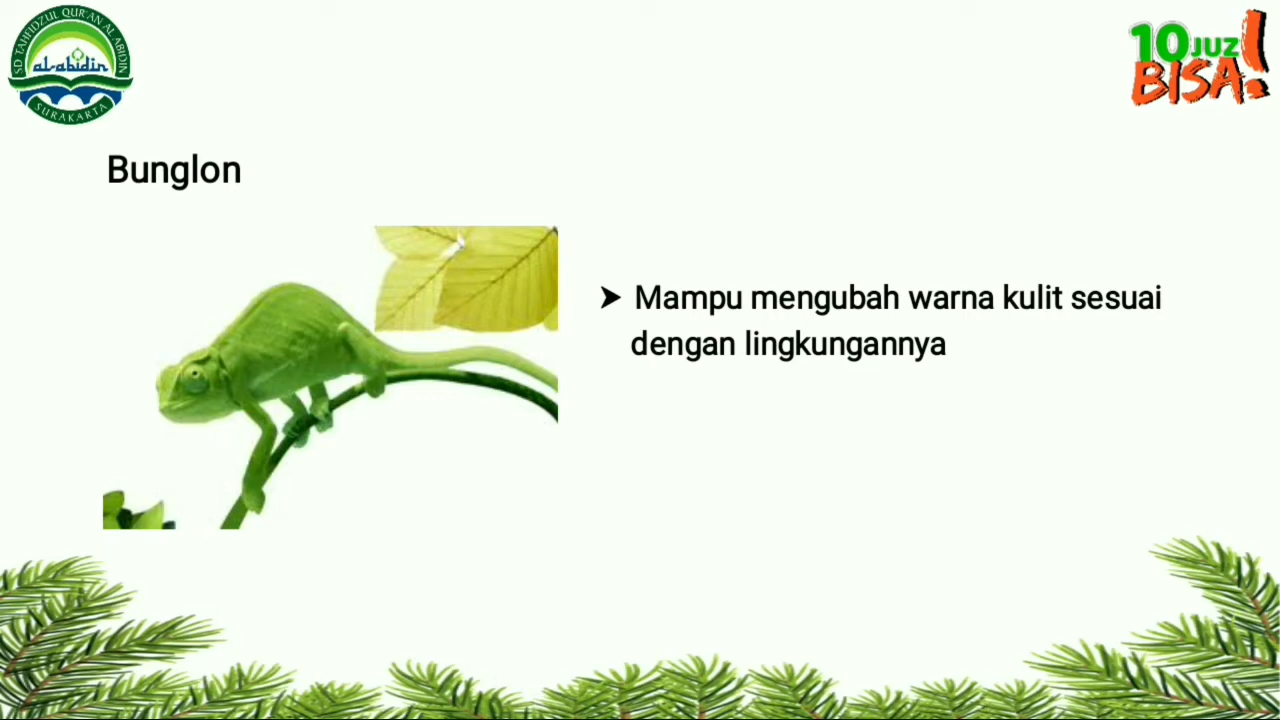 SD TAHFIDZUL QUR'AN AL ABIDIN
al-abidin
SURAKARTA
10 JUZ
BISA!
Bunglon
➤ Mampu mengubah warna kulit sesuai
dengan lingkungannya